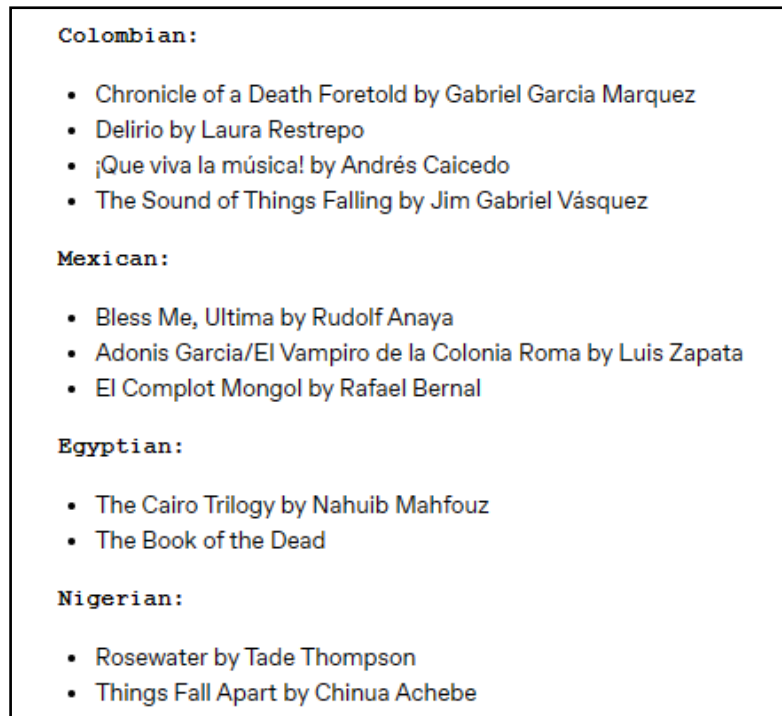 Colombian:
• Chronicle of a Death Foretold by Gabriel Garcia Marquez
• Delirio by Laura Restrepo
• ¡Que viva la música! by Andrés Caicedo
• The Sound of Things Falling by Jim Gabriel Vásquez
Mexican:
• Bless Me, Ultima by Rudolf Anaya
• Adonis Garcia/El Vampiro de la Colonia Roma by Luis Zapata
• El Complot Mongol by Rafael Bernal
Egyptian:
• The Cairo Trilogy by Nahuib Mahfouz
• The Book of the Dead
Nigerian:
• Rosewater by Tade Thompson
• Things Fall Apart by Chinua Achebe